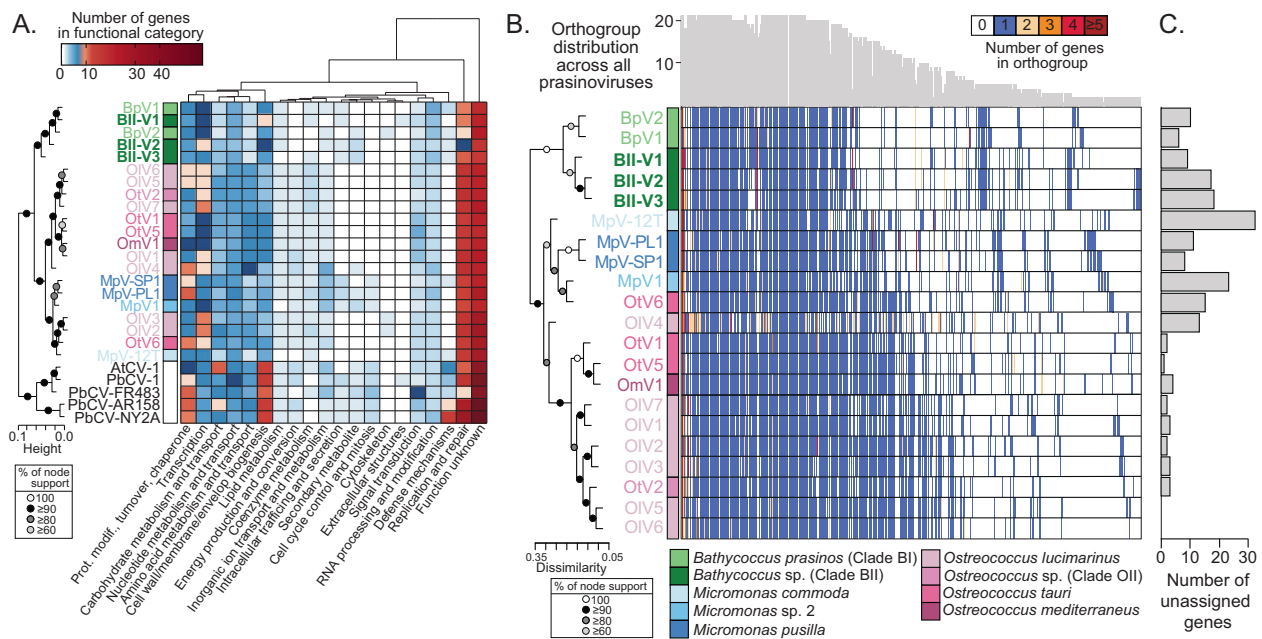 A.
Number of genes
in functional category
0 10 40
BpV1
BII-V1
BpV2
BII-V2
BII-V3
OlV6
OlV5
OtV2
OlV7
OtV1
OtV5
OmV1
OlV1
OlV4
MpV-SP1
MpV-PL1
MpV1
OlV3
OlV2
OtV6
MpV-12T
AtCV-1
PbCV-1
PbCV-FR483
PbCV-AR158
PbCV-NY2A
0.1 0.0
Height
% of node
support
100
≥90
≥80
≥60
Prot. modif., turnover, chaperone
Transcription
Carbohydrate metabolism and transport
Nucleotide metabolism and transport
Amino acid metabolism and transport
Cell wall/membrane/envelop biogenesis
Lipid metabolism
Energy production and conversion
Coenzyme metabolism
Inorganic ion transport and metabolism
Intracellular trafficking and secretion
Secondary metabolite
Cell cycle control and mitosis
Cytoskeleton
Extracellular structures
Signal transduction
RNA processing and modification
Defense mechanisms
Replication and repair
Function unknown
B.
Orthogroup
distribution
across all
prasinoviruses
20
10
0 1 2 3 4 ≥5
Number of genes
in orthogroup
BpV2
BpV1
BII-V1
BII-V2
BII-V3
MpV-12T
MpV-PL1
MpV-SP1
MpV1
OtV6
OlV4
OtV1
OtV5
OmV1
OlV7
OlV1
OlV2
OlV3
OtV2
OlV5
OlV6
0.35 0.05
Dissimilarity
% of node support
100
≥90
≥80
≥60
Bathycoccus prasinos (Clade BI)
Bathycoccus sp. (Clade BII)
Micromonas commoda
Micromonas sp. 2
Micromonas pusilla
Ostreococcus lucimarinus
Ostreococcus sp. (Clade OII)
Ostreococcus tauri
Ostreococcus mediterraneus
C.
0 10 20 30
Number of
unassigned
genes